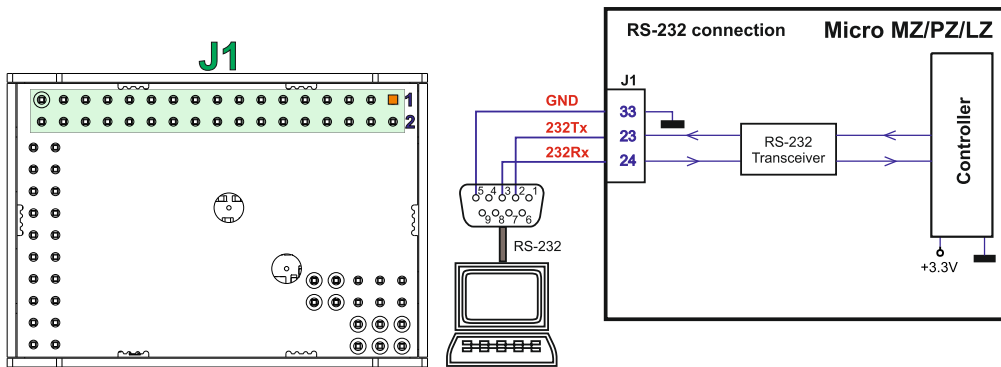 J1
1
2
RS-232 connection
Micro MZ/PZ/LZ
J1
GND
33
232Tx
23
232Rx
24
RS-232
Transceiver
Controller
+3.3V
5 4 3 2 1
9 8 7 6
RS-232